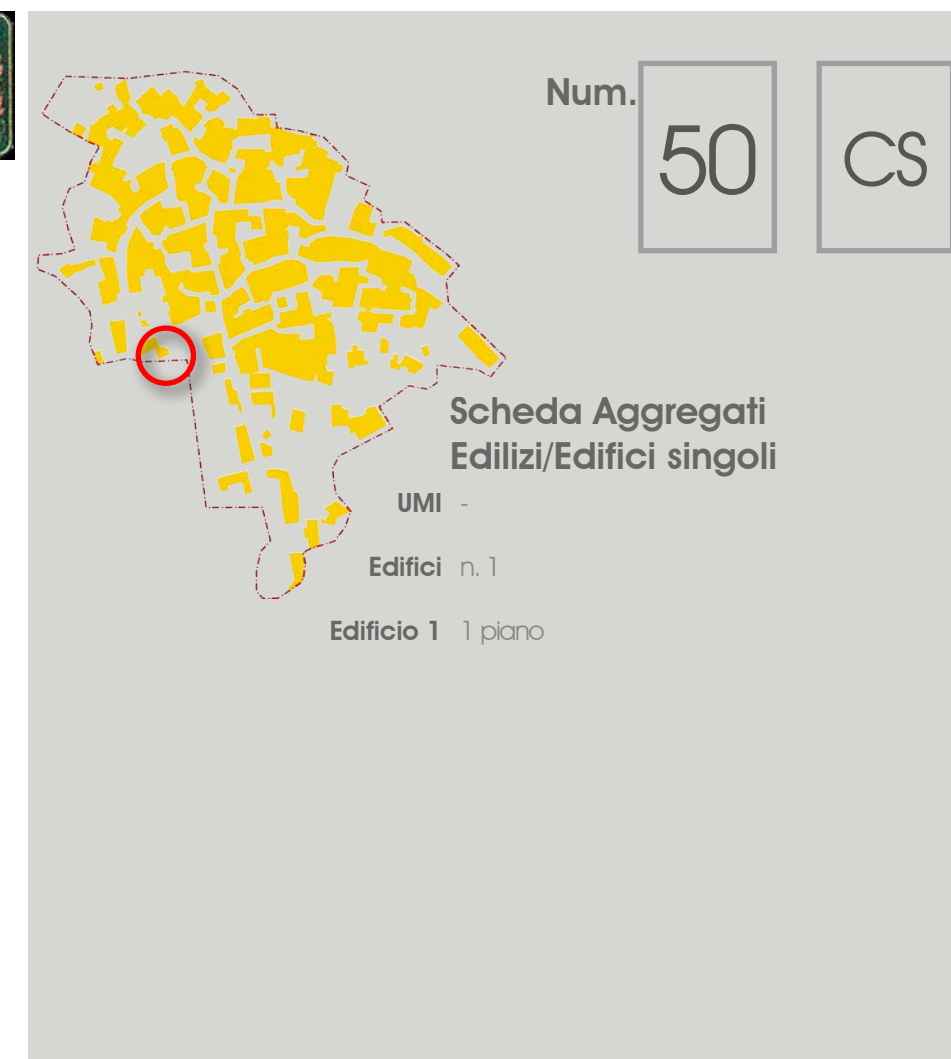 Num.
50
CS
Scheda Aggregati
Edilizi/Edifici singoli
UMI -
Edifici n. 1
Edificio 1 1 piano